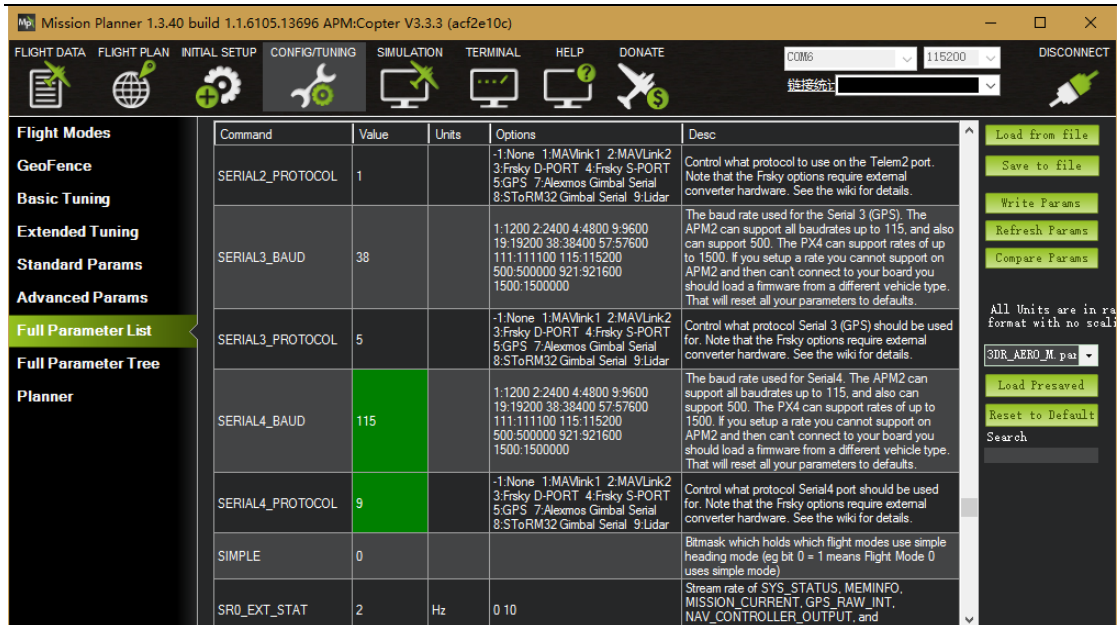 Mission Planner 1.3.40 build 1.1.6105.13696 APM:Copter V3.3.3 (acf2e10c)
FLIGHT DATA FLIGHT PLAN INITIAL SETUP CONFIG/TUNING SIMULATION TERMINAL HELP DONATE
COM6 115200 DISCONNECT
链接统计
Flight Modes
GeoFence
Basic Tuning
Extended Tuning
Standard Params
Advanced Params
Full Parameter List
Full Parameter Tree
Planner
Command Value Units Options Desc
SERIAL2_PROTOCOL 1
-1:None 1:MAVlink1 2:MAVLink2
3:Frsky D-PORT 4:Frsky S-PORT
5:GPS 7:Alexmos Gimbal Serial
8:SToRM32 Gimbal Serial 9:Lidar
Control what protocol to use on the Telem2 port.
Note that the Frsky options require external
converter hardware. See the wiki for details.
SERIAL3_BAUD 38
1:1200 2:2400 4:4800 9:9600
19:19200 38:38400 57:57600
111:111100 115:115200
500:500000 921:921600
1500:1500000
The baud rate used for the Serial 3 (GPS). The
APM2 can support all baudrates up to 115, and also
can support 500. The PX4 can support rates of up
to 1500. If you setup a rate you cannot support on
APM2 and then can't connect to your board you
should load a firmware from a different vehicle type.
That will reset all your parameters to defaults.
SERIAL3_PROTOCOL 5
-1:None 1:MAVlink1 2:MAVLink2
3:Frsky D-PORT 4:Frsky S-PORT
5:GPS 7:Alexmos Gimbal Serial
8:SToRM32 Gimbal Serial 9:Lidar
Control what protocol Serial 3 (GPS) should be used
for. Note that the Frsky options require external
converter hardware. See the wiki for details.
SERIAL4_BAUD 115
1:1200 2:2400 4:4800 9:9600
19:19200 38:38400 57:57600
111:111100 115:115200
500:500000 921:921600
1500:1500000
The baud rate used for Serial4. The APM2 can
support all baudrates up to 115, and also can
support 500. The PX4 can support rates of up to
1500. If you setup a rate you cannot support on
APM2 and then can't connect to your board you
should load a firmware from a different vehicle type.
That will reset all your parameters to defaults.
SERIAL4_PROTOCOL 9
-1:None 1:MAVlink1 2:MAVLink2
3:Frsky D-PORT 4:Frsky S-PORT
5:GPS 7:Alexmos Gimbal Serial
8:SToRM32 Gimbal Serial 9:Lidar
Control what protocol Serial4 port should be used
for. Note that the Frsky options require external
converter hardware. See the wiki for details.
SIMPLE 0
Bitmask which holds which flight modes use simple
heading mode (eg bit 0 = 1 means Flight Mode 0
uses simple mode)
SR0_EXT_STAT 2 Hz 0 10
Stream rate of SYS_STATUS, MEMINFO,
MISSION_CURRENT, GPS_RAW_INT,
NAV_CONTROLLER_OUTPUT, and
Load from file
Save to file
Write Params
Refresh Params
Compare Params
All Units are in ra
format with no scali
3DR_AERO_M.par
Load Presaved
Reset to Default
Search